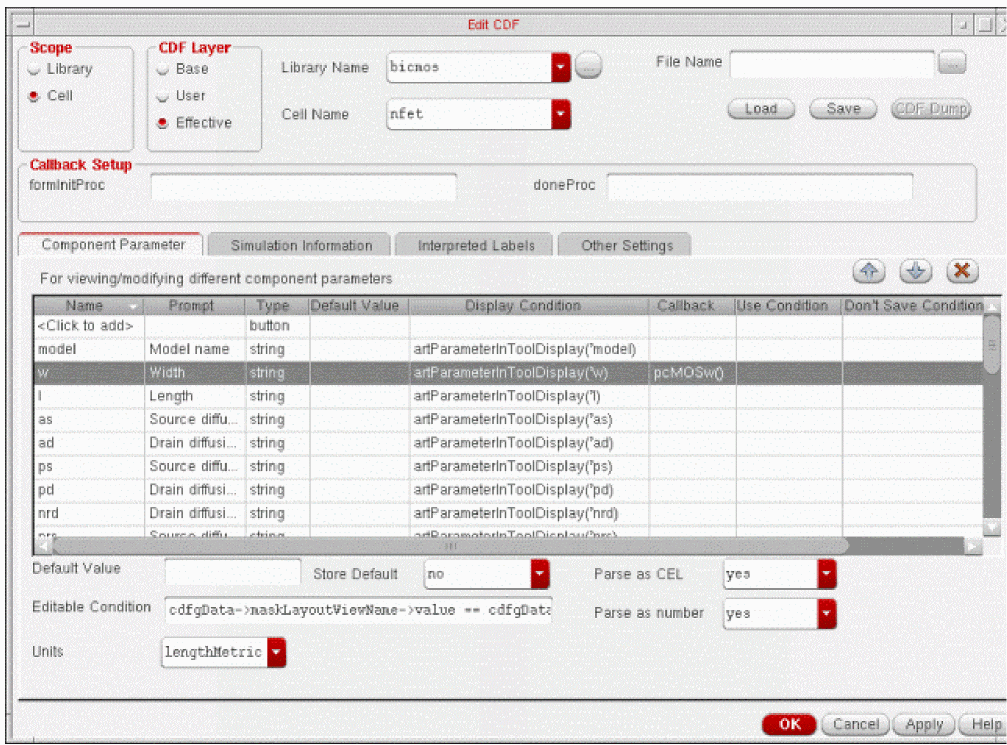 Edit CDF
Scope
Library
Cell
CDF Layer
Base
User
Effective
Library Name bicmos ...
Cell Name nfet
File Name ...
Load Save CDF Dump
Callback Setup
formInitProc doneProc
Component Parameter Simulation Information Interpreted Labels Other Settings
For viewing/modifying different component parameters
Name Prompt Type Default Value Display Condition Callback Use Condition Don't Save Condition
<Click to add> button
model Model name string artParameterInToolDisplay('model)
w Width string artParameterInToolDisplay('w) pcMOSw()
l Length string artParameterInToolDisplay('l)
as Source diffu... string artParameterInToolDisplay('as)
ad Drain diffusi... string artParameterInToolDisplay('ad)
ps Source diffu... string artParameterInToolDisplay('ps)
pd Drain diffusi... string artParameterInToolDisplay('pd)
nrd Drain diffusi... string artParameterInToolDisplay('nrd)
nrs Source diffu... string artParameterInToolDisplay('nrs)
Default Value Store Default no Parse as CEL yes
Editable Condition cdfgData->maskLayoutViewName->value == cdfgData Parse as number yes
Units lengthMetric
OK Cancel Apply Help